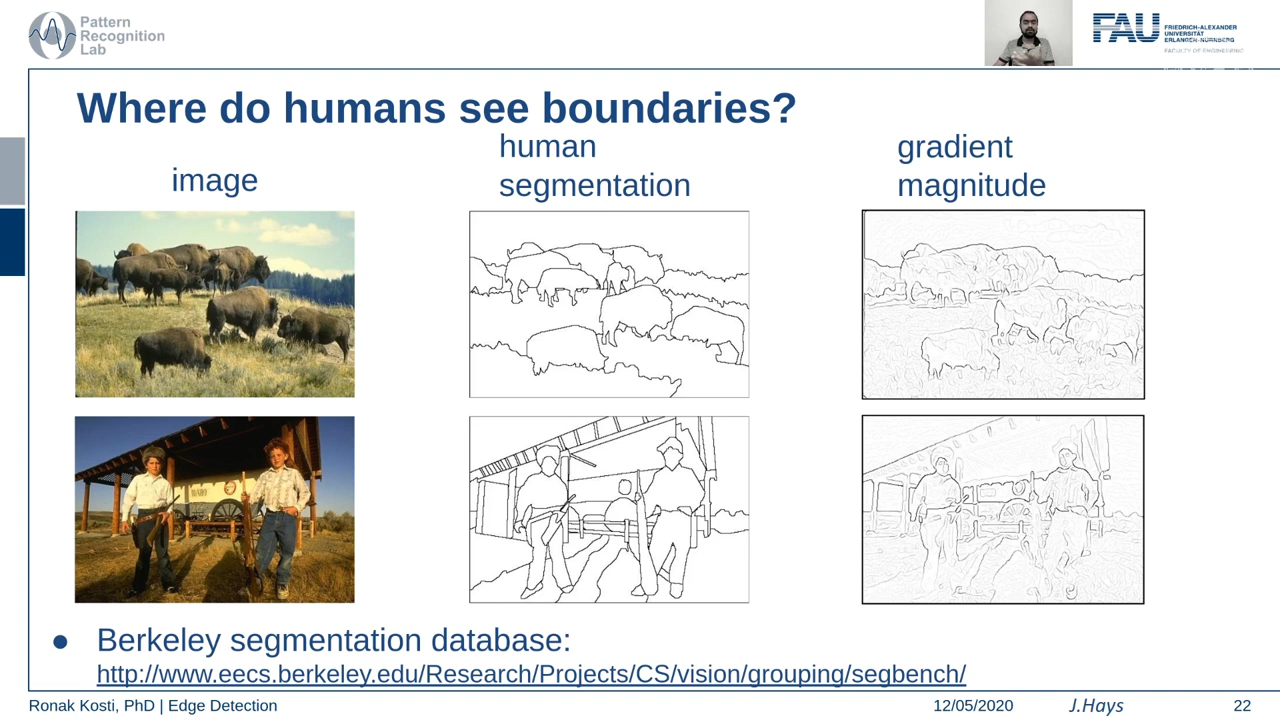 Pattern
Recognition
Lab
FAU
FRIEDRICH-ALEXANDER
UNIVERSITÄT
ERLANGEN-NÜRNBERG
FACULTY OF ENGINEERING
Where do humans see boundaries?
image
human
segmentation
gradient
magnitude
● Berkeley segmentation database:
http://www.eecs.berkeley.edu/Research/Projects/CS/vision/grouping/segbench/
Ronak Kosti, PhD | Edge Detection
12/05/2020
J.Hays
22